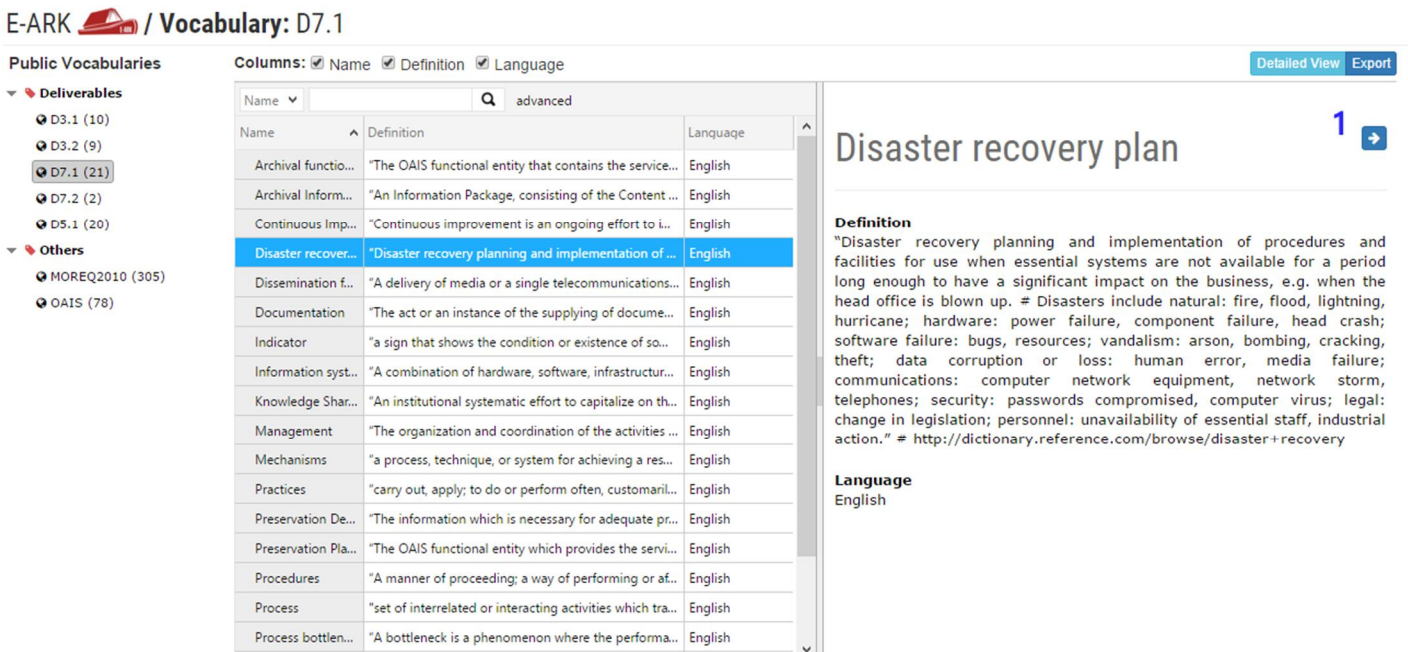 E-ARK / Vocabulary: D7.1
Public Vocabularies
Deliverables
D3.1 (10)
D3.2 (9)
D7.1 (21)
D7.2 (2)
D5.1 (20)
Others
MOREQ2010 (305)
OAIS (78)
Columns: Name Definition Language
Detailed View Export
Name advanced
Name Definition Language
Archival functio... "The OAIS functional entity that contains the service... English
Archival Inform... "An Information Package, consisting of the Content ... English
Continuous Imp... "Continuous improvement is an ongoing effort to i... English
Disaster recover... "Disaster recovery planning and implementation of ... English
Dissemination f... "A delivery of media or a single telecommunications... English
Documentation "The act or an instance of the supplying of docume... English
Indicator "a sign that shows the condition or existence of so... English
Information syst... "A combination of hardware, software, infrastructur... English
Knowledge Shar... "An institutional systematic effort to capitalize on th... English
Management "The organization and coordination of the activities ... English
Mechanisms "a process, technique, or system for achieving a res... English
Practices "carry out, apply; to do or perform often, customaril... English
Preservation De... "The information which is necessary for adequate pr... English
Preservation Pla... "The OAIS functional entity which provides the servi... English
Procedures "A manner of proceeding; a way of performing or af... English
Process "set of interrelated or interacting activities which tra... English
Process bottlen... "A bottleneck is a phenomenon where the performa... English
1
Disaster recovery plan
Definition
"Disaster recovery planning and implementation of procedures and
facilities for use when essential systems are not available for a period
long enough to have a significant impact on the business, e.g. when the
head office is blown up. # Disasters include natural: fire, flood, lightning,
hurricane; hardware: power failure, component failure, head crash;
software failure: bugs, resources; vandalism: arson, bombing, cracking,
theft; data corruption or loss: human error, media failure;
communications: computer network equipment, network storm,
telephones; security: passwords compromised, computer virus; legal:
change in legislation; personnel: unavailability of essential staff, industrial
action." # http://dictionary.reference.com/browse/disaster+recovery
Language
English